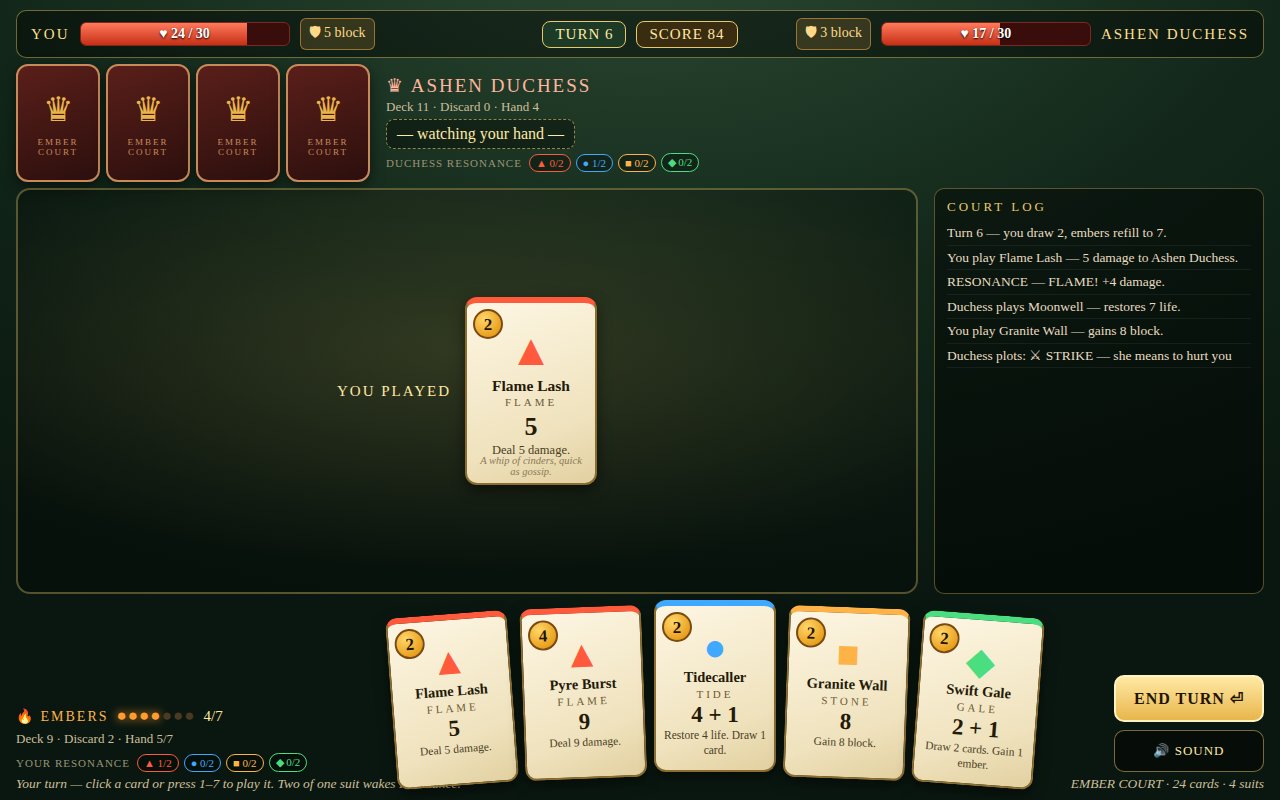 YOU
♥ 24 / 30
5 block
TURN 6
SCORE 84
3 block
♥ 17 / 30
ASHEN DUCHESS
EMBER COURT
EMBER COURT
EMBER COURT
EMBER COURT
♛ ASHEN DUCHESS
Deck 11 · Discard 0 · Hand 4
— watching your hand —
DUCHESS RESONANCE ▲ 0/2 ● 1/2 ■ 0/2 ◆ 0/2
YOU PLAYED
2
Flame Lash
FLAME
5
Deal 5 damage.
A whip of cinders, quick
as gossip.
COURT LOG
Turn 6 — you draw 2, embers refill to 7.
You play Flame Lash — 5 damage to Ashen Duchess.
RESONANCE — FLAME! +4 damage.
Duchess plays Moonwell — restores 7 life.
You play Granite Wall — gains 8 block.
Duchess plots: ⚔ STRIKE — she means to hurt you
2
Flame Lash
FLAME
5
Deal 5 damage.
4
Pyre Burst
FLAME
9
Deal 9 damage.
2
Tidecaller
TIDE
4 + 1
Restore 4 life. Draw 1
card.
2
Granite Wall
STONE
8
Gain 8 block.
2
Swift Gale
GALE
2 + 1
Draw 2 cards. Gain 1
ember.
🔥 EMBERS ●●●●●●● 4/7
Deck 9 · Discard 2 · Hand 5/7
YOUR RESONANCE ▲ 1/2 ● 0/2 ■ 0/2 ◆ 0/2
Your turn — click a card or press 1–7 to play it. Two of one suit wakes
END TURN ⏎
🔊 SOUND
EMBER COURT · 24 cards · 4 suits